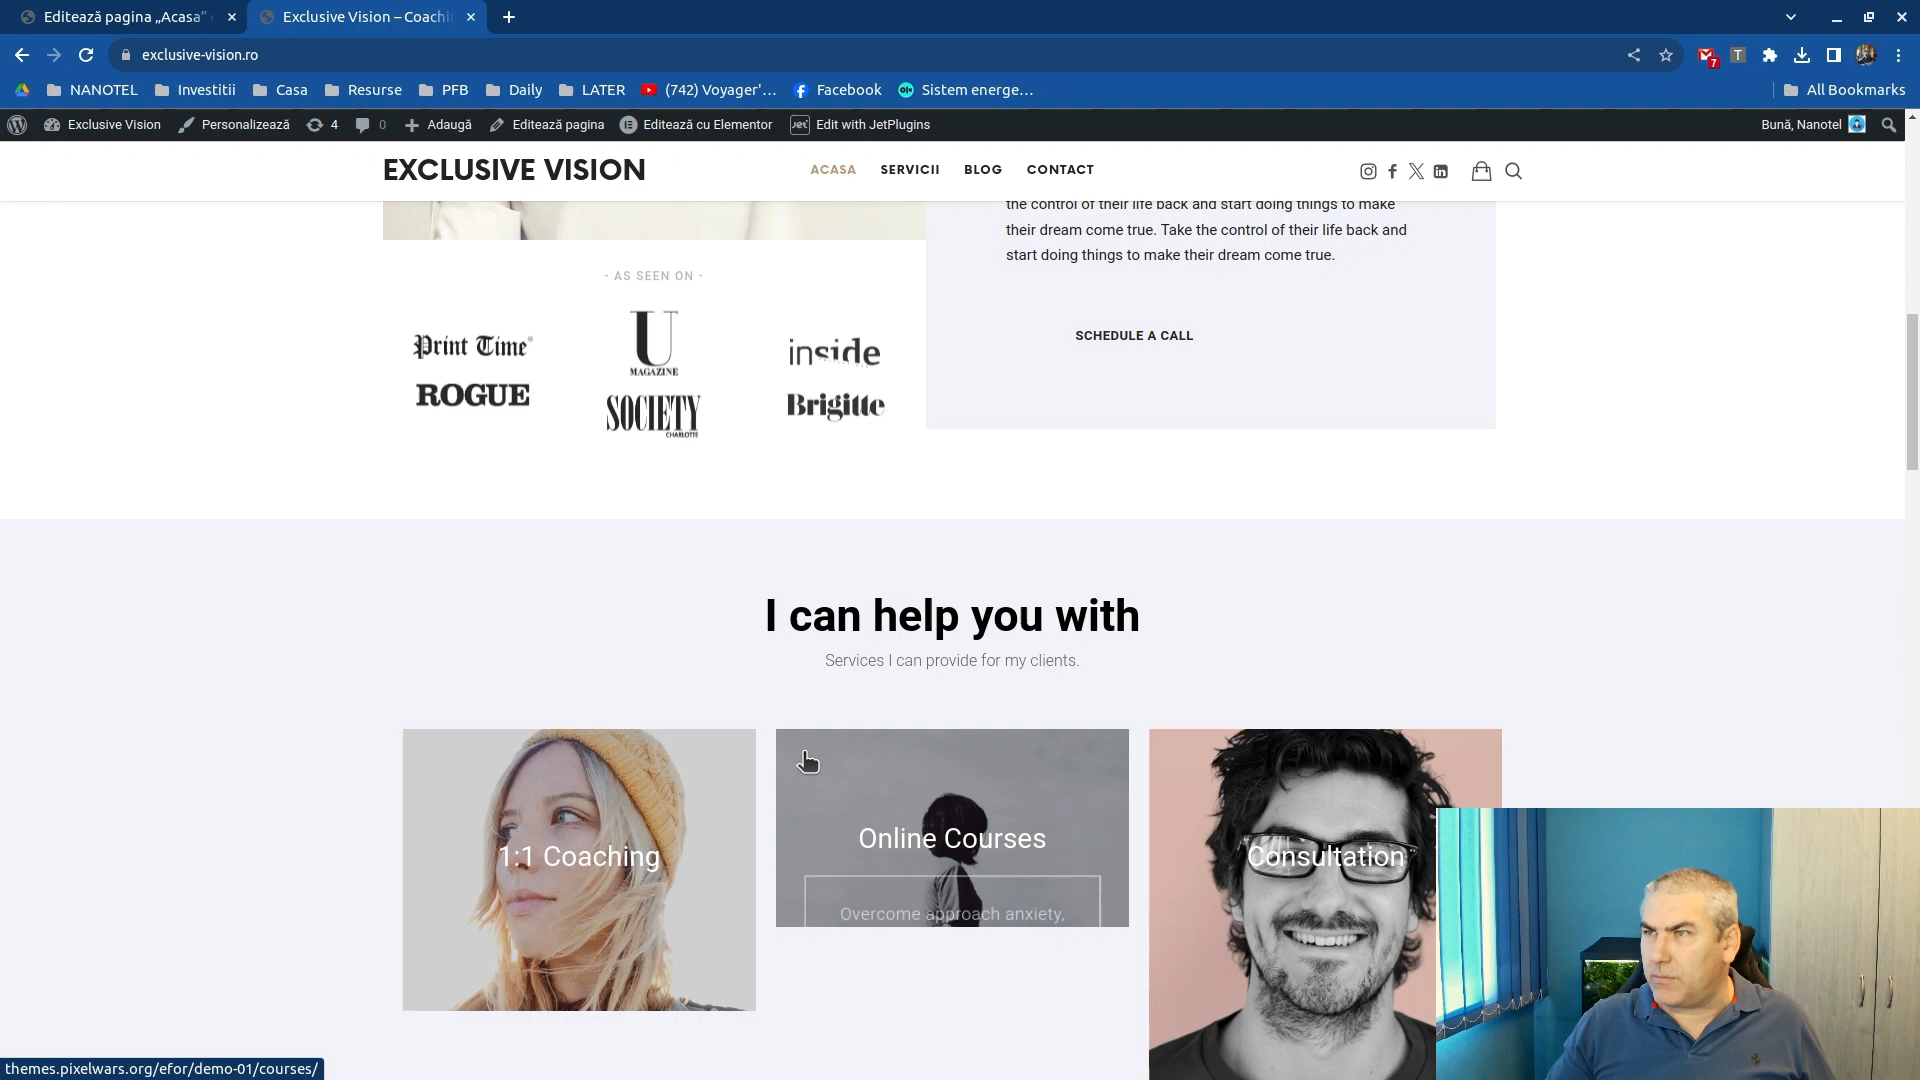 Editează pagina „Acasa"
Exclusive Vision – Coachi
exclusive-vision.ro
7
T
NANOTEL
Investitii
Casa
Resurse
PFB
Daily
LATER
(742) Voyager'...
Facebook
Sistem energe...
All Bookmarks
Exclusive Vision
Personalizează
4
0
Adaugă
Editează pagina
Editează cu Elementor
Jet
Edit with JetPlugins
Bună, Nanotel
EXCLUSIVE VISION
ACASA
SERVICII
BLOG
CONTACT
the control of their life back and start doing things to make
their dream come true. Take the control of their life back and
start doing things to make their dream come true.
SCHEDULE A CALL
- AS SEEN ON -
Print Time
U
MAGAZINE
inside
ROGUE
SOCIETY
CHARLOTTE
Brigitte
I can help you with
Services I can provide for my clients.
1:1 Coaching
Online Courses
Overcome approach anxiety,
Consultation
themes.pixelwars.org/efor/demo-01/courses/